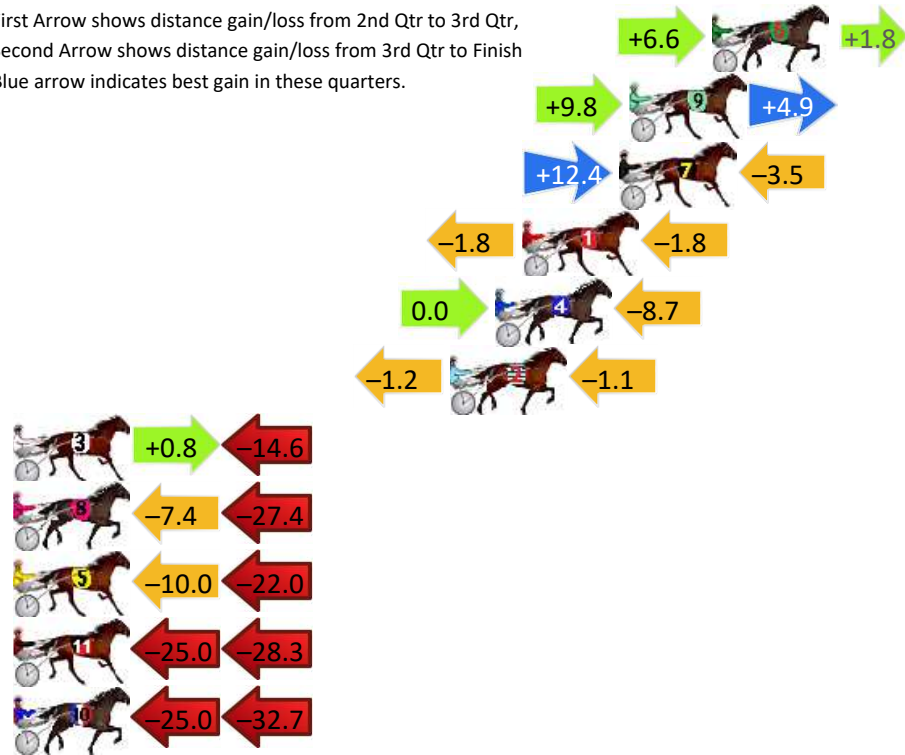 irst Arrow shows distance gain/loss from 2nd Qtr to 3rd Qtr,
econd Arrow shows distance gain/loss from 3rd Qtr to Finish
Blue arrow indicates best gain in these quarters.
+6.6 6 +1.8
+9.8 9 +4.9
+12.4 7 –3.5
–1.8 1 –1.8
0.0 4 –8.7
–1.2 2 –1.1
3 +0.8 –14.6
8 –7.4 –27.4
5 –10.0 –22.0
11 –25.0 –28.3
10 –25.0 –32.7